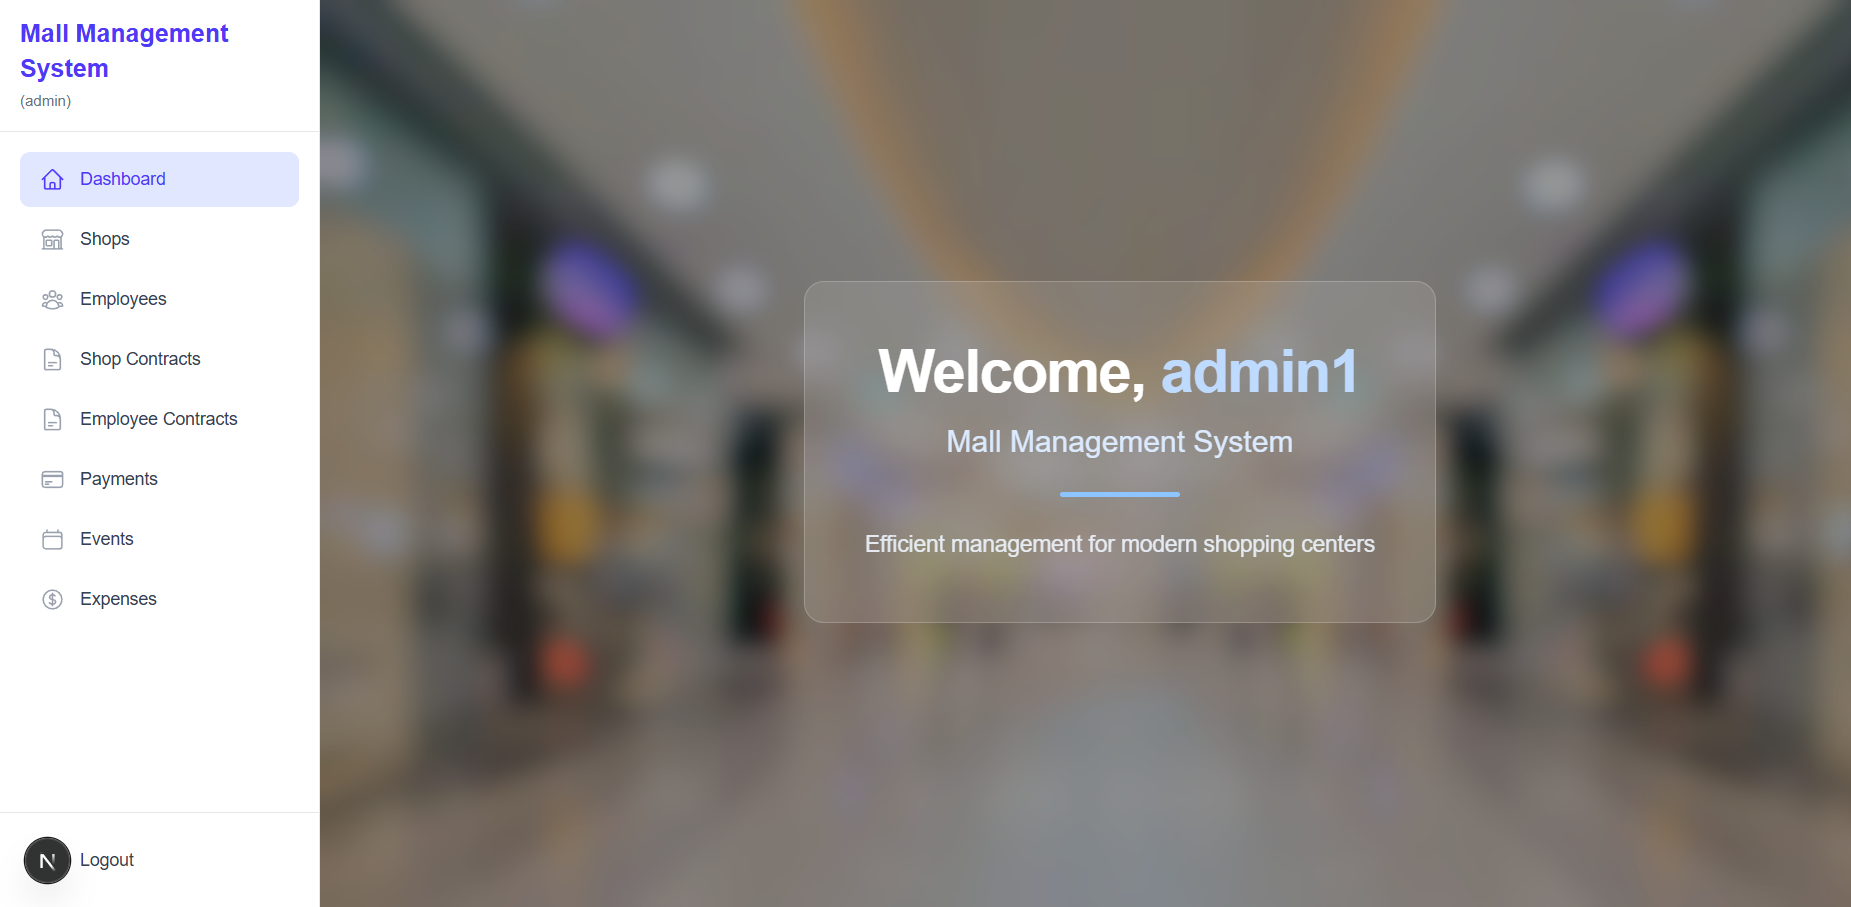 Mall Management
System
(admin)
Dashboard
Shops
Employees
Shop Contracts
Employee Contracts
Payments
Events
Expenses
N Logout
Welcome, admin1
Mall Management System
Efficient management for modern shopping centers